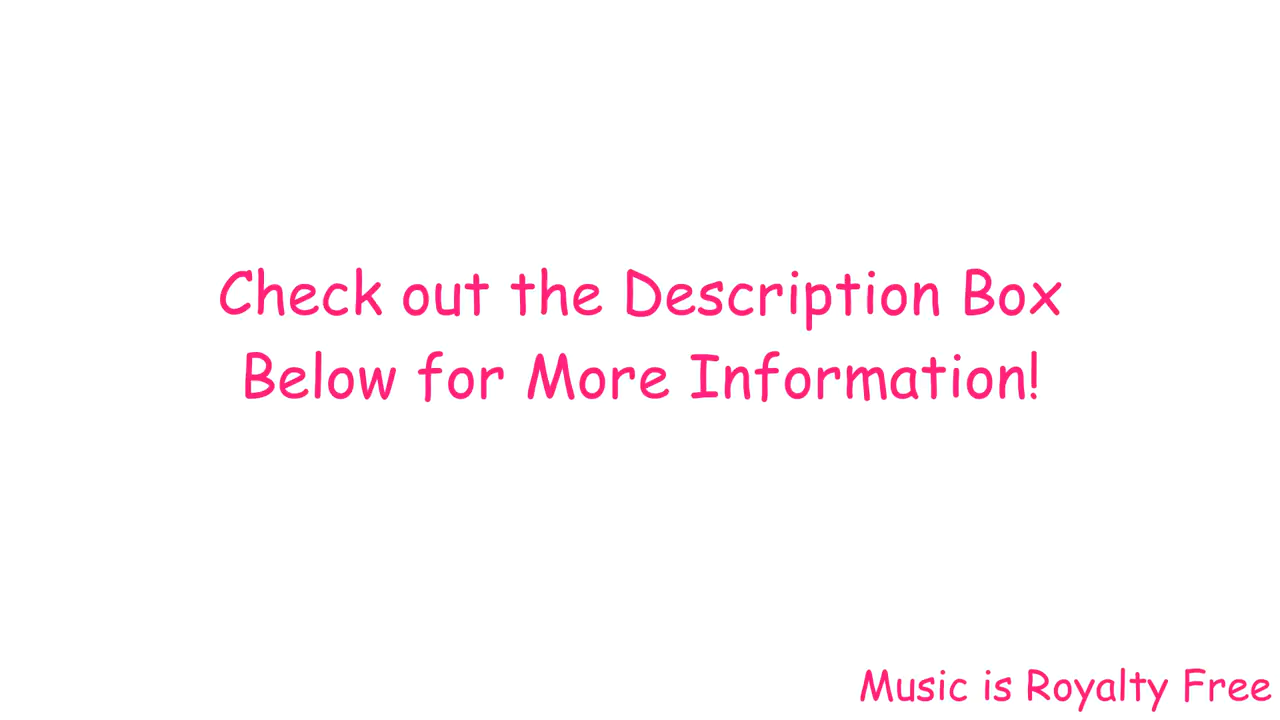 Check out the Description Box
Below for More Information!
Music is Royalty Free